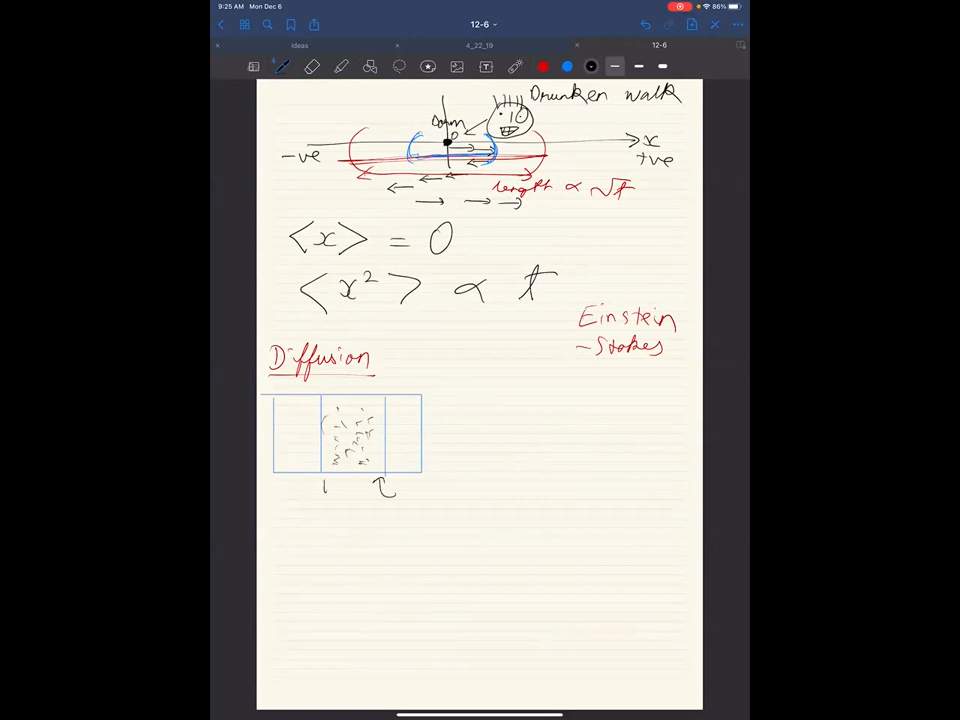 9:25 AM Mon Dec 6
86%
12-6
Ideas
4_22_19
12-6
Drunken walk
0
x
-ve
+ve
length ∝ √t
<x> = 0
<x²> ∝ t
Einstein
-Stokes
Diffusion